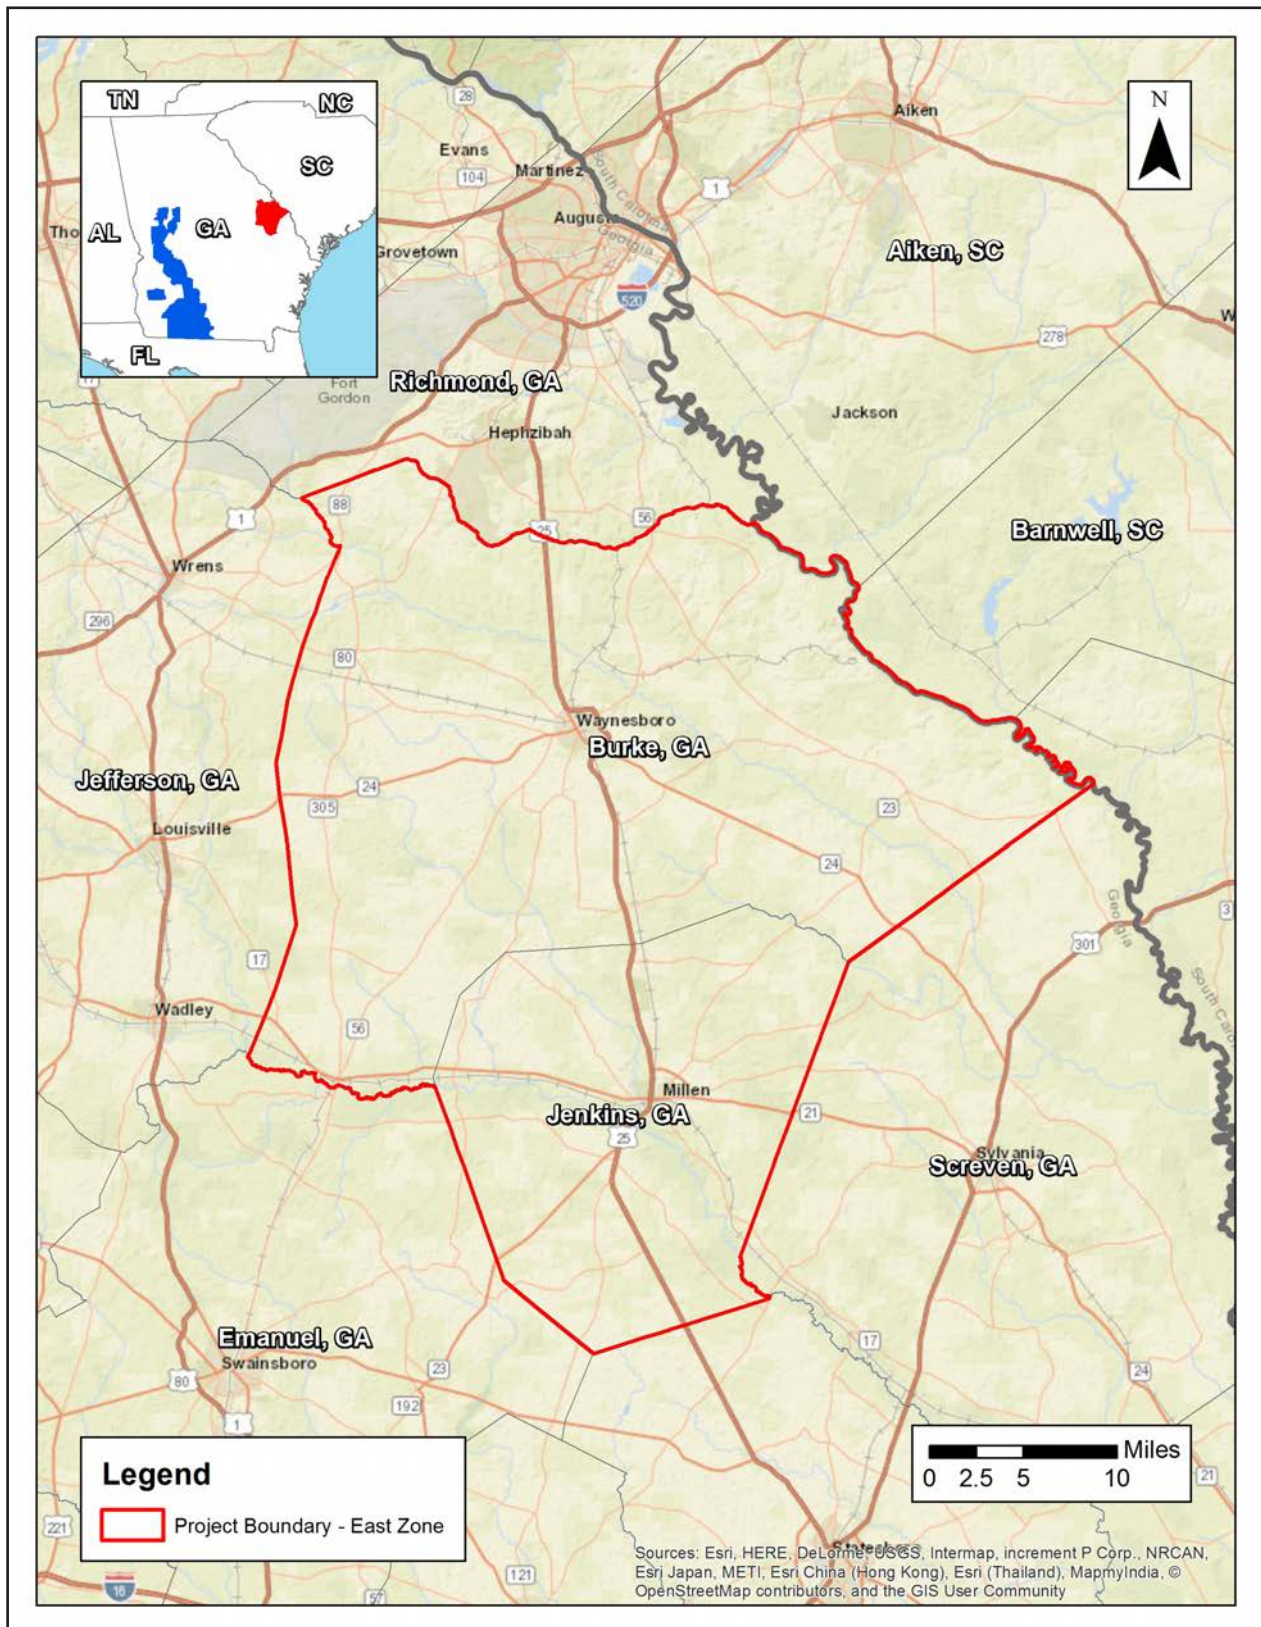 TN
NC
SC
AL
GA
FL
N
28
Aiken
Evans
Martinez
104
South Carolina
1
Augusta
Georgia
Tho
Grovetown
Aiken, SC
520
W
278
17
Fort
Gordon
Richmond, GA
Jackson
Hephzibah
88
1
25
56
Barnwell, SC
Wrens
296
80
Waynesboro
Burke, GA
Jefferson, GA
24
305
23
Louisville
24
Georgia
3
301
17
South Caro
Wadley
56
Millen
Jenkins, GA
21
25
Sylvania
Screven, GA
Emanuel, GA
Swainsboro
17
23
24
80
192
1
Legend
Project Boundary - East Zone
Miles
0 2.5 5 10
21
221
Statesboro
16
121
57
Sources: Esri, HERE, DeLorme, USGS, Intermap, increment P Corp., NRCAN,
Esri Japan, METI, Esri China (Hong Kong), Esri (Thailand), MapmyIndia, ©
OpenStreetMap contributors, and the GIS User Community